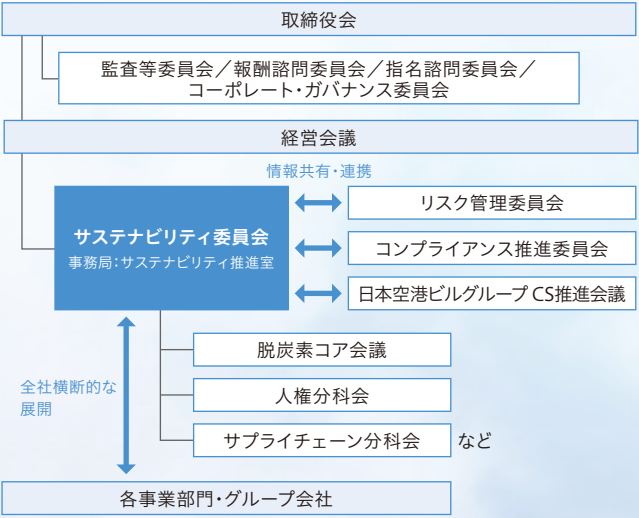 取締役会
監査等委員会／報酬諮問委員会／指名諮問委員会／
コーポレート・ガバナンス委員会
経営会議
情報共有・連携
サステナビリティ委員会
事務局：サステナビリティ推進室
リスク管理委員会
コンプライアンス推進委員会
日本空港ビルグループ CS推進会議
脱炭素コア会議
人権分科会
サプライチェーン分科会 など
全社横断的な
展開
各事業部門・グループ会社